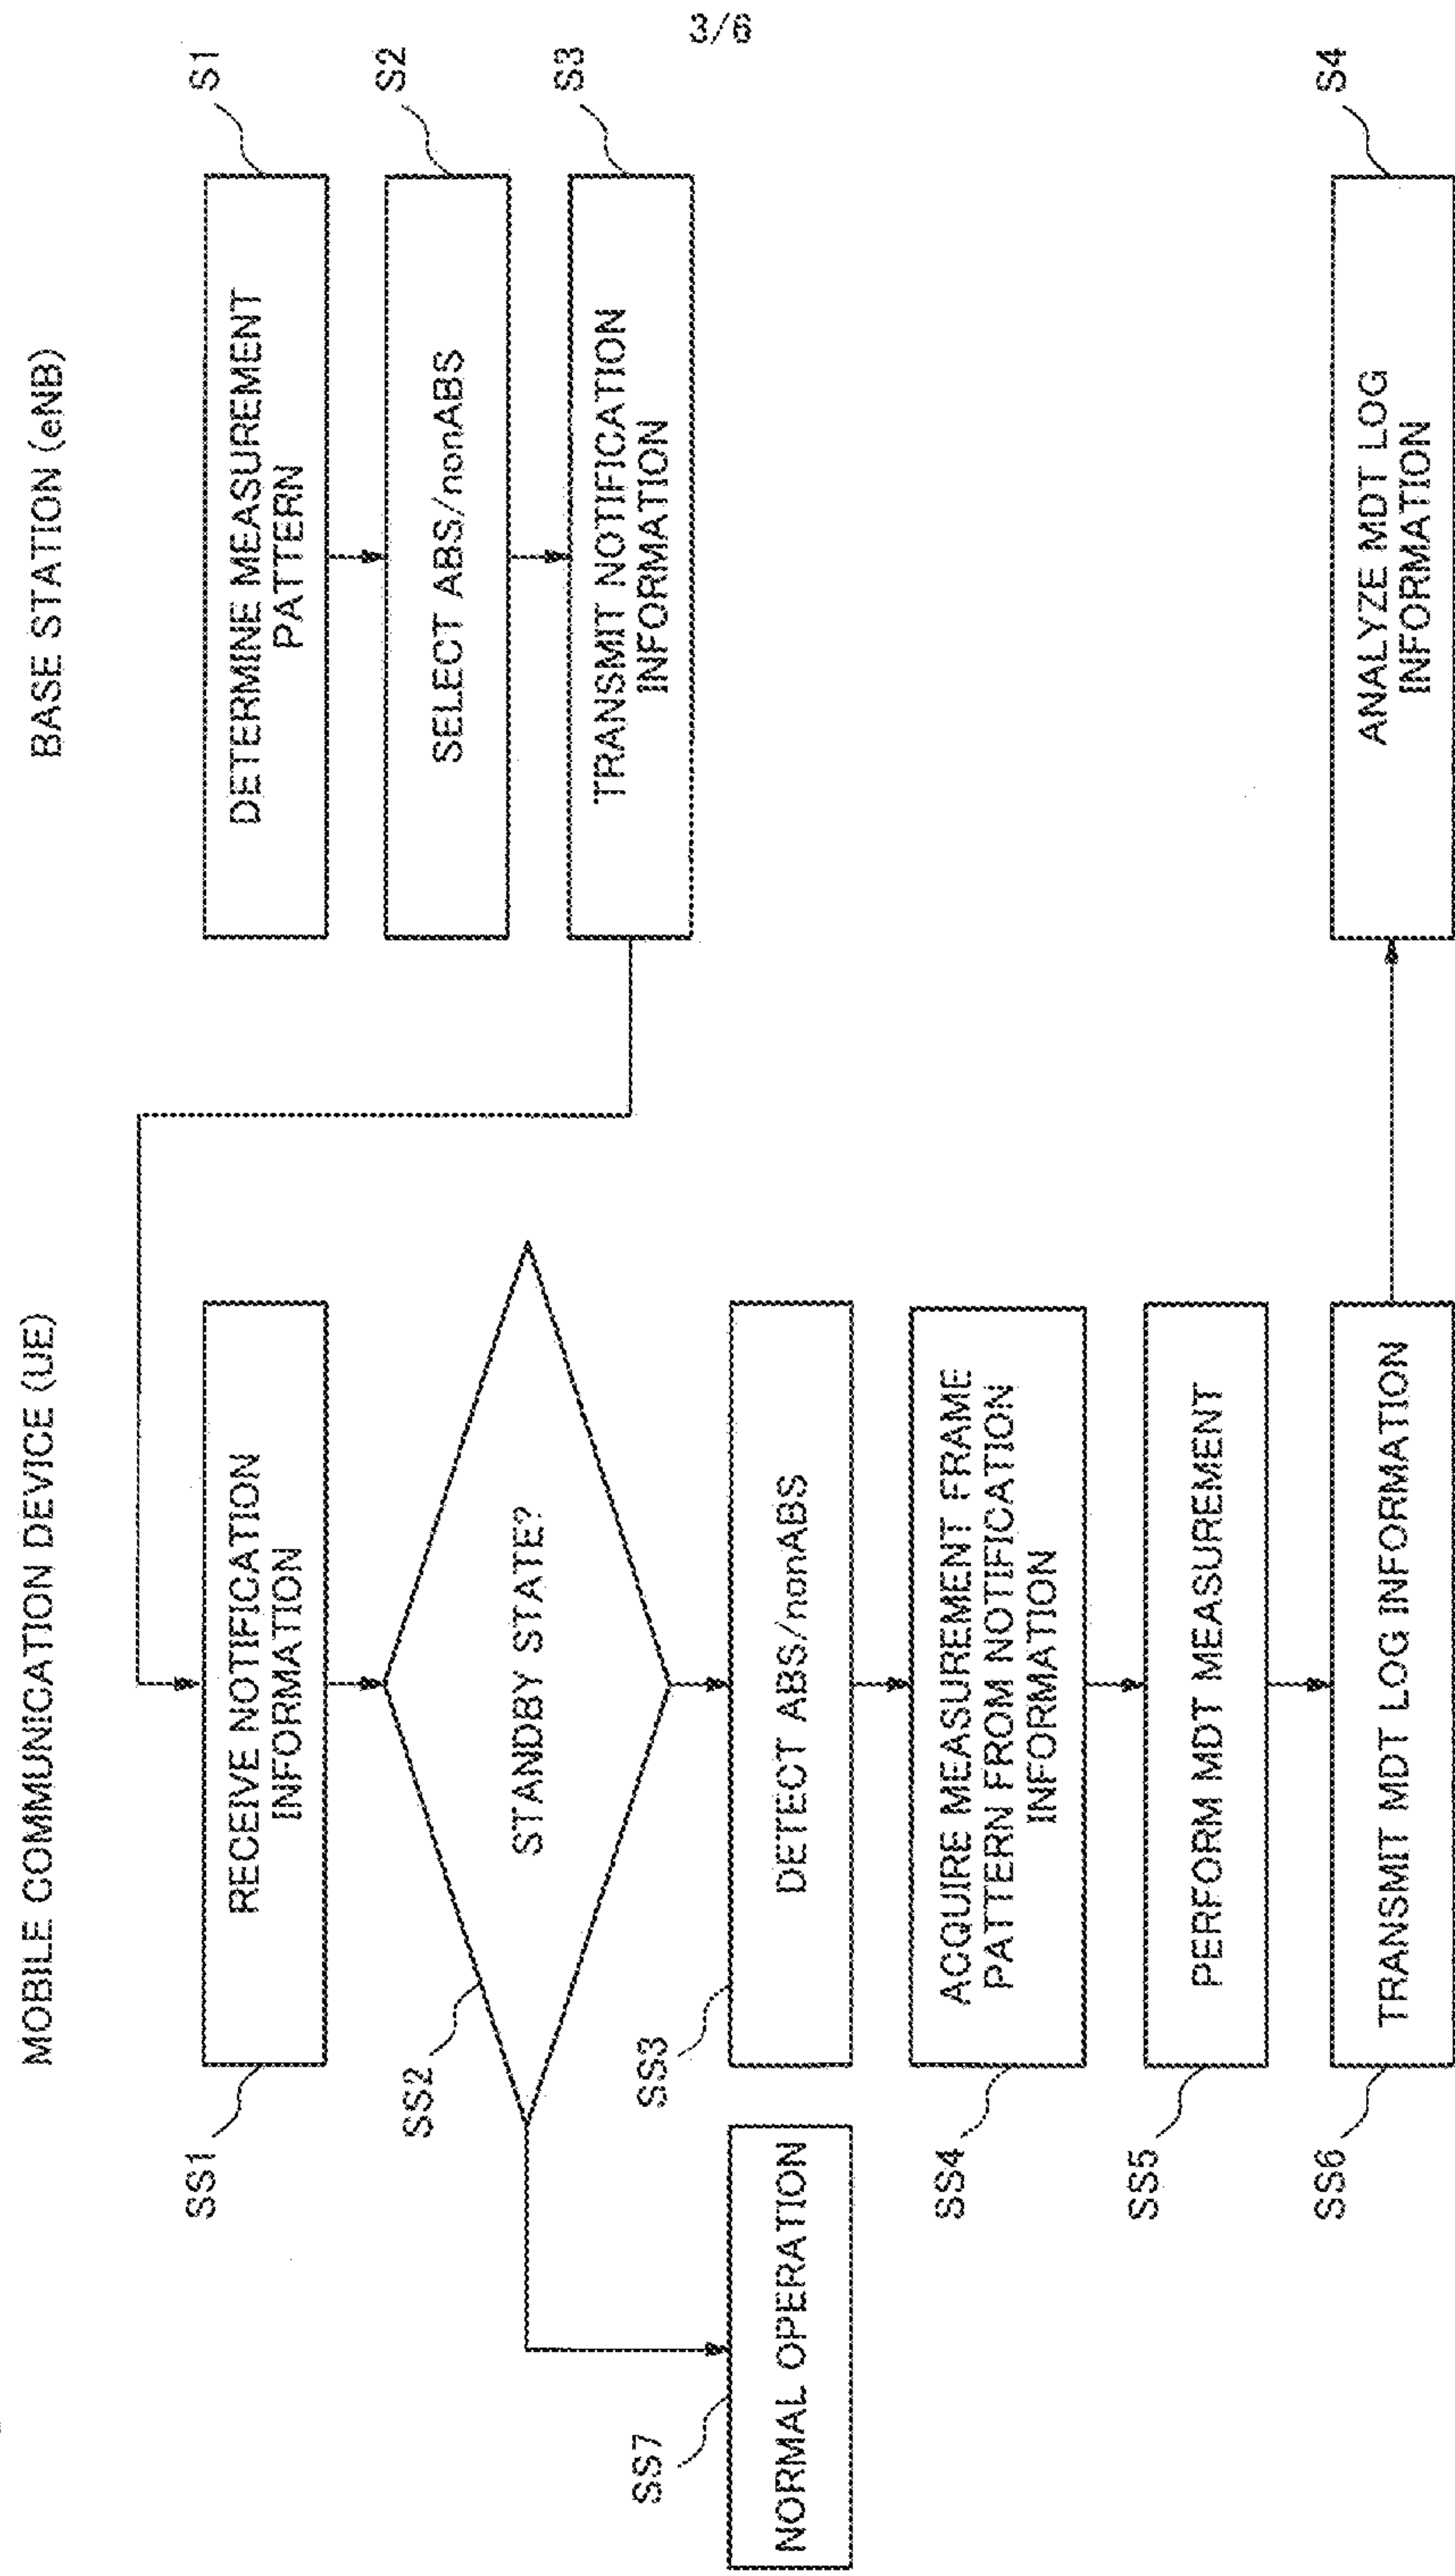 3/6
MOBILE COMMUNICATION DEVICE (UE)
BASE STATION (eNB)
SS1
RECEIVE NOTIFICATION
INFORMATION
SS2
STANDBY STATE?
SS7
NORMAL OPERATION
SS3
DETECT ABS/nonABS
SS4
ACQUIRE MEASUREMENT FRAME
PATTERN FROM NOTIFICATION
INFORMATION
SS5
PERFORM MDT MEASUREMENT
SS6
TRANSMIT MDT LOG INFORMATION
S1
DETERMINE MEASUREMENT
PATTERN
S2
SELECT ABS/nonABS
S3
TRANSMIT NOTIFICATION
INFORMATION
S4
ANALYZE MDT LOG
INFORMATION